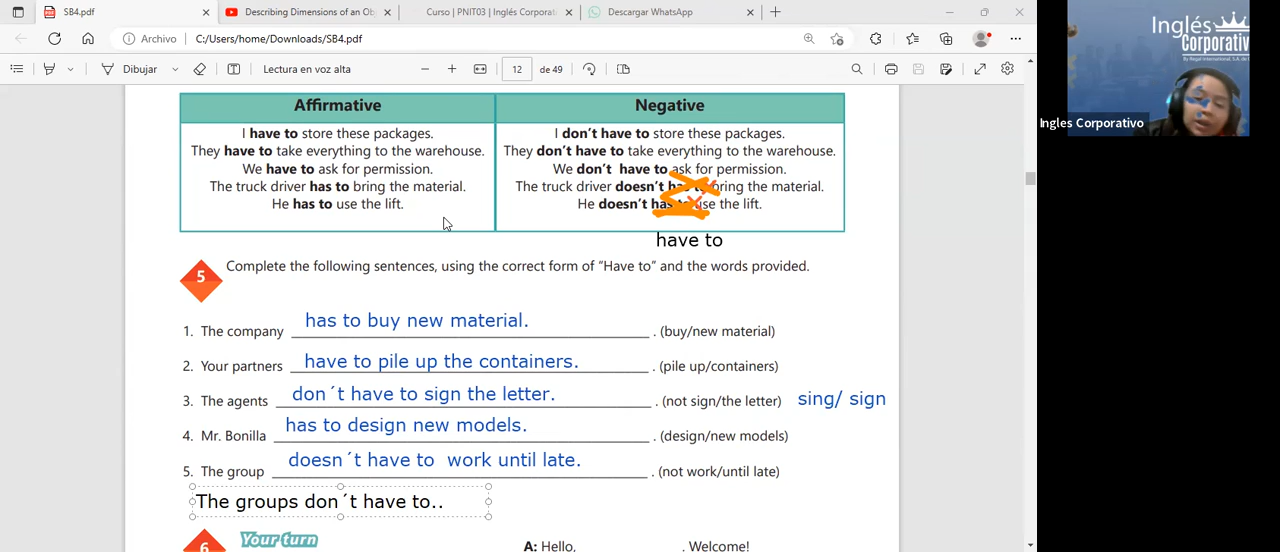 SB4.pdf
Describing Dimensions of an Ob
Curso | PNIT03 | Inglés Corporati
Descargar WhatsApp
Archivo C:/Users/home/Downloads/SB4.pdf
Dibujar
Lectura en voz alta
12 de 49
Inglés Corporativo
By Regal International, S.A. de
Ingles Corporativo
Affirmative
I have to store these packages.
They have to take everything to the warehouse.
We have to ask for permission.
The truck driver has to bring the material.
He has to use the lift.
Negative
I don't have to store these packages.
They don't have to take everything to the warehouse.
We don't have to ask for permission.
The truck driver doesn't has to bring the material.
He doesn't has to use the lift.
have to
5 Complete the following sentences, using the correct form of "Have to" and the words provided.
1. The company has to buy new material. . (buy/new material)
2. Your partners have to pile up the containers. . (pile up/containers)
3. The agents don´t have to sign the letter. . (not sign/the letter) sing/ sign
4. Mr. Bonilla has to design new models. . (design/new models)
5. The group doesn´t have to work until late. . (not work/until late)
The groups don´t have to..
6 Your turn
A: Hello, . Welcome!